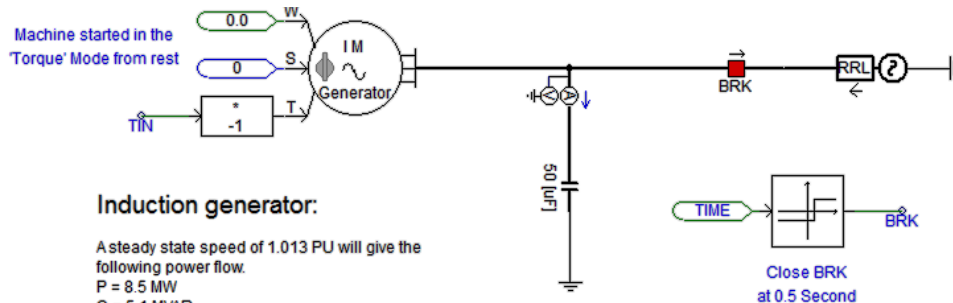 0.0
W
Machine started in the
'Torque' Mode from rest
0
S
I M
Generator
TIN
*
-1
T
V
A
BRK
RRL
50 [uF]
Induction generator:
A steady state speed of 1.013 PU will give the
following power flow.
P = 8.5 MW
TIME
BRK
Close BRK
at 0.5 Second